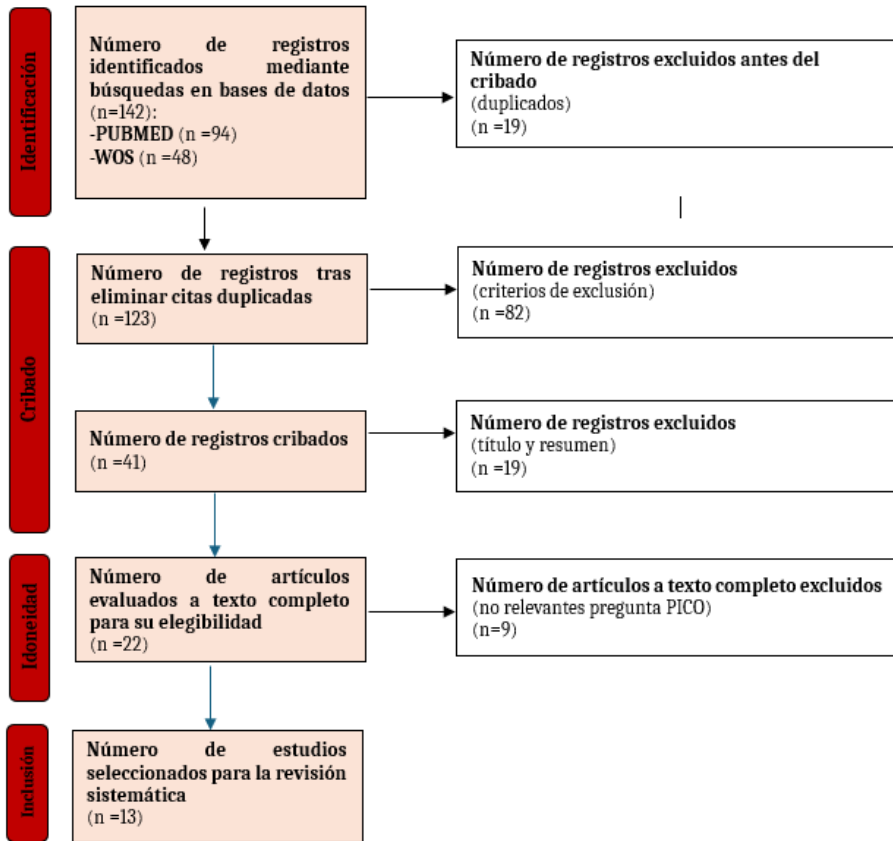 Identificación
Número de registros
identificados mediante
búsquedas en bases de datos
(n=142):
-PUBMED (n =94)
-WOS (n =48)
Número de registros excluidos antes del
cribado
(duplicados)
(n =19)
Cribado
Número de registros tras
eliminar citas duplicadas
(n =123)
Número de registros excluidos
(criterios de exclusión)
(n =82)
Número de registros cribados
(n =41)
Número de registros excluidos
(título y resumen)
(n =19)
Idoneidad
Número de artículos
evaluados a texto completo
para su elegibilidad
(n =22)
Número de artículos a texto completo excluidos
(no relevantes pregunta PICO)
(n=9)
Inclusión
Número de estudios
seleccionados para la revisión
sistemática
(n =13)